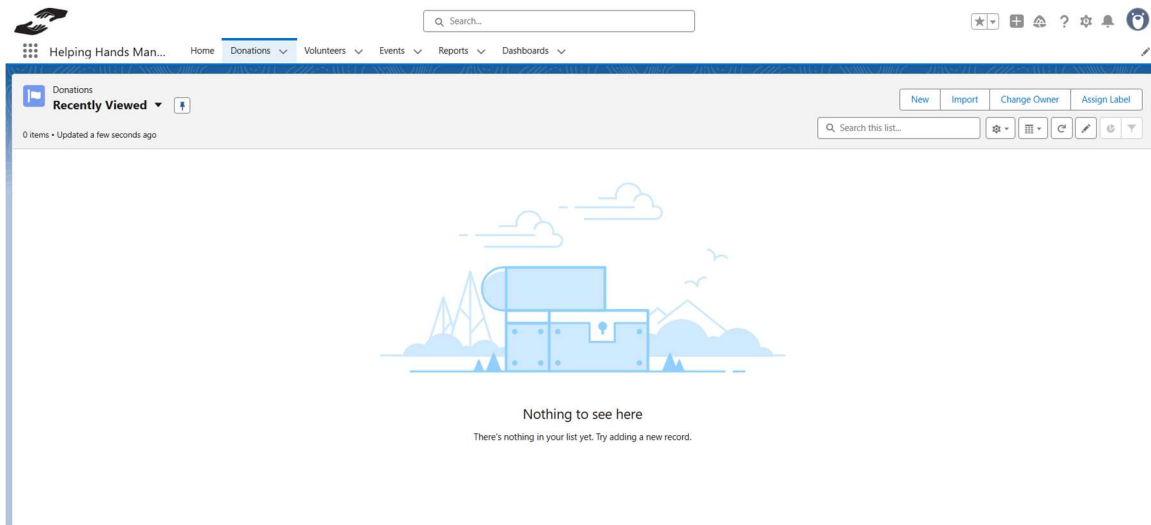 Search...
Helping Hands Man... Home Donations Volunteers Events Reports Dashboards
Donations
Recently Viewed
New Import Change Owner Assign Label
0 items • Updated a few seconds ago
Search this list...
Nothing to see here
There's nothing in your list yet. Try adding a new record.